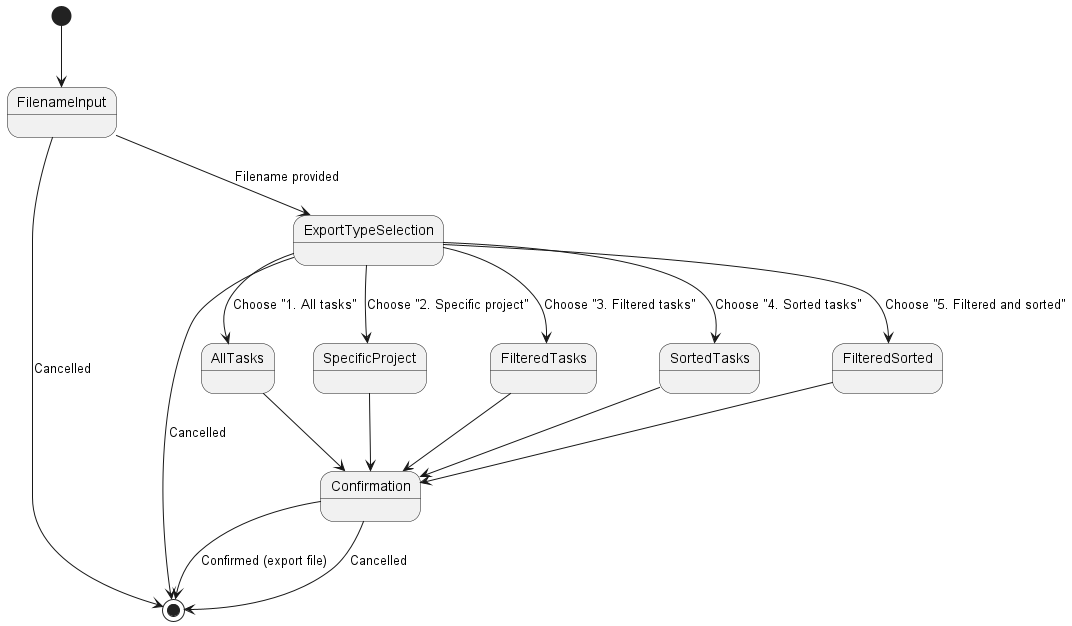 FilenameInput
Filename provided
ExportTypeSelection
Choose "1. All tasks"
Choose "2. Specific project"
Choose "3. Filtered tasks"
Choose "4. Sorted tasks"
Choose "5. Filtered and sorted"
AllTasks
SpecificProject
FilteredTasks
SortedTasks
FilteredSorted
Cancelled
Cancelled
Confirmation
Confirmed (export file)
Cancelled